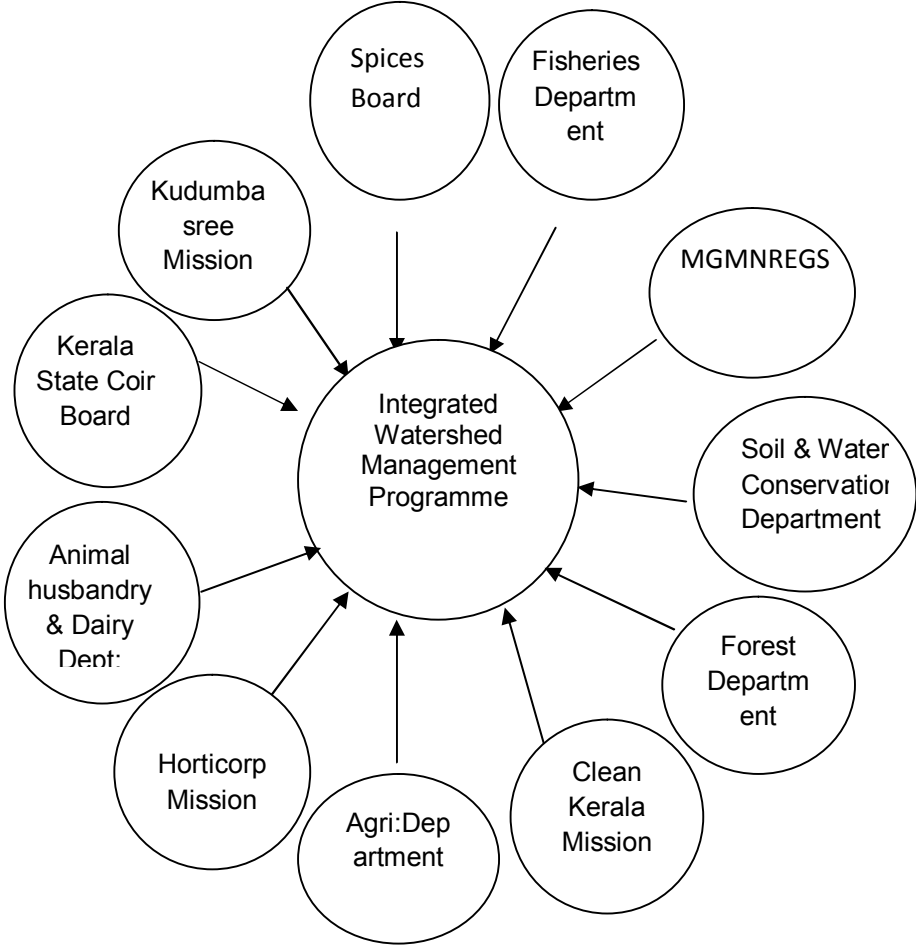 Spices
Board
Fisheries
Departm
ent
Kudumba
sree
Mission
MGMNREGS
Kerala
State Coir
Board
Integrated
Watershed
Management
Programme
Soil & Water
Conservation
Department
Animal
husbandry
& Dairy
Dept:
Forest
Departm
ent
Horticorp
Mission
Clean
Kerala
Mission
Agri:Dep
artment